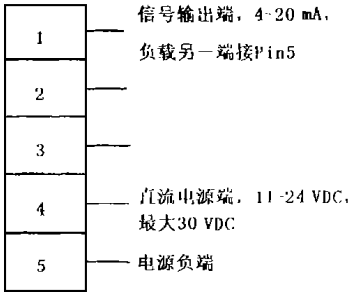 1
信号输出端, 4-20 mA,
负载另一端接Pin5
2
3
4
直流电源端, 11-24 VDC,
最大30 VDC
5
电源负端